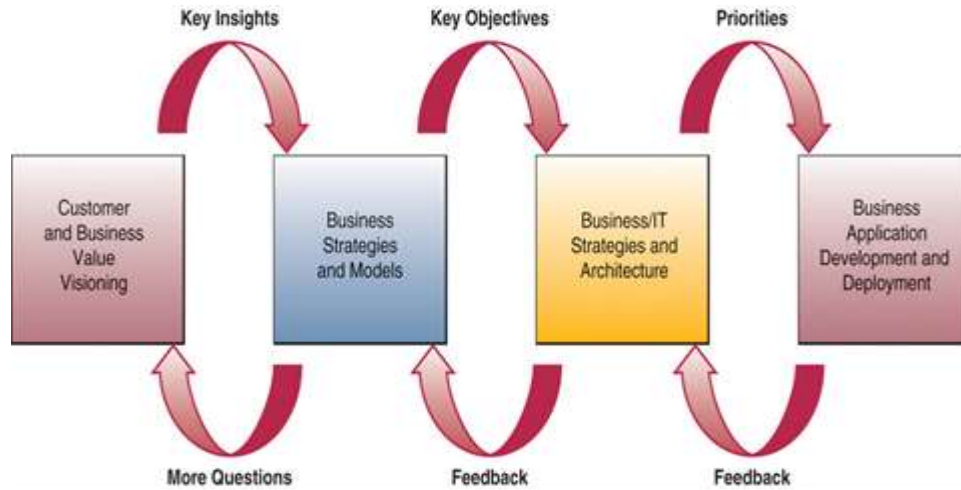 Key Insights
Key Objectives
Priorities
Customer
and Business
Value
Visioning
Business
Strategies
and Models
Business/IT
Strategies and
Architecture
Business
Application
Development and
Deployment
More Questions
Feedback
Feedback